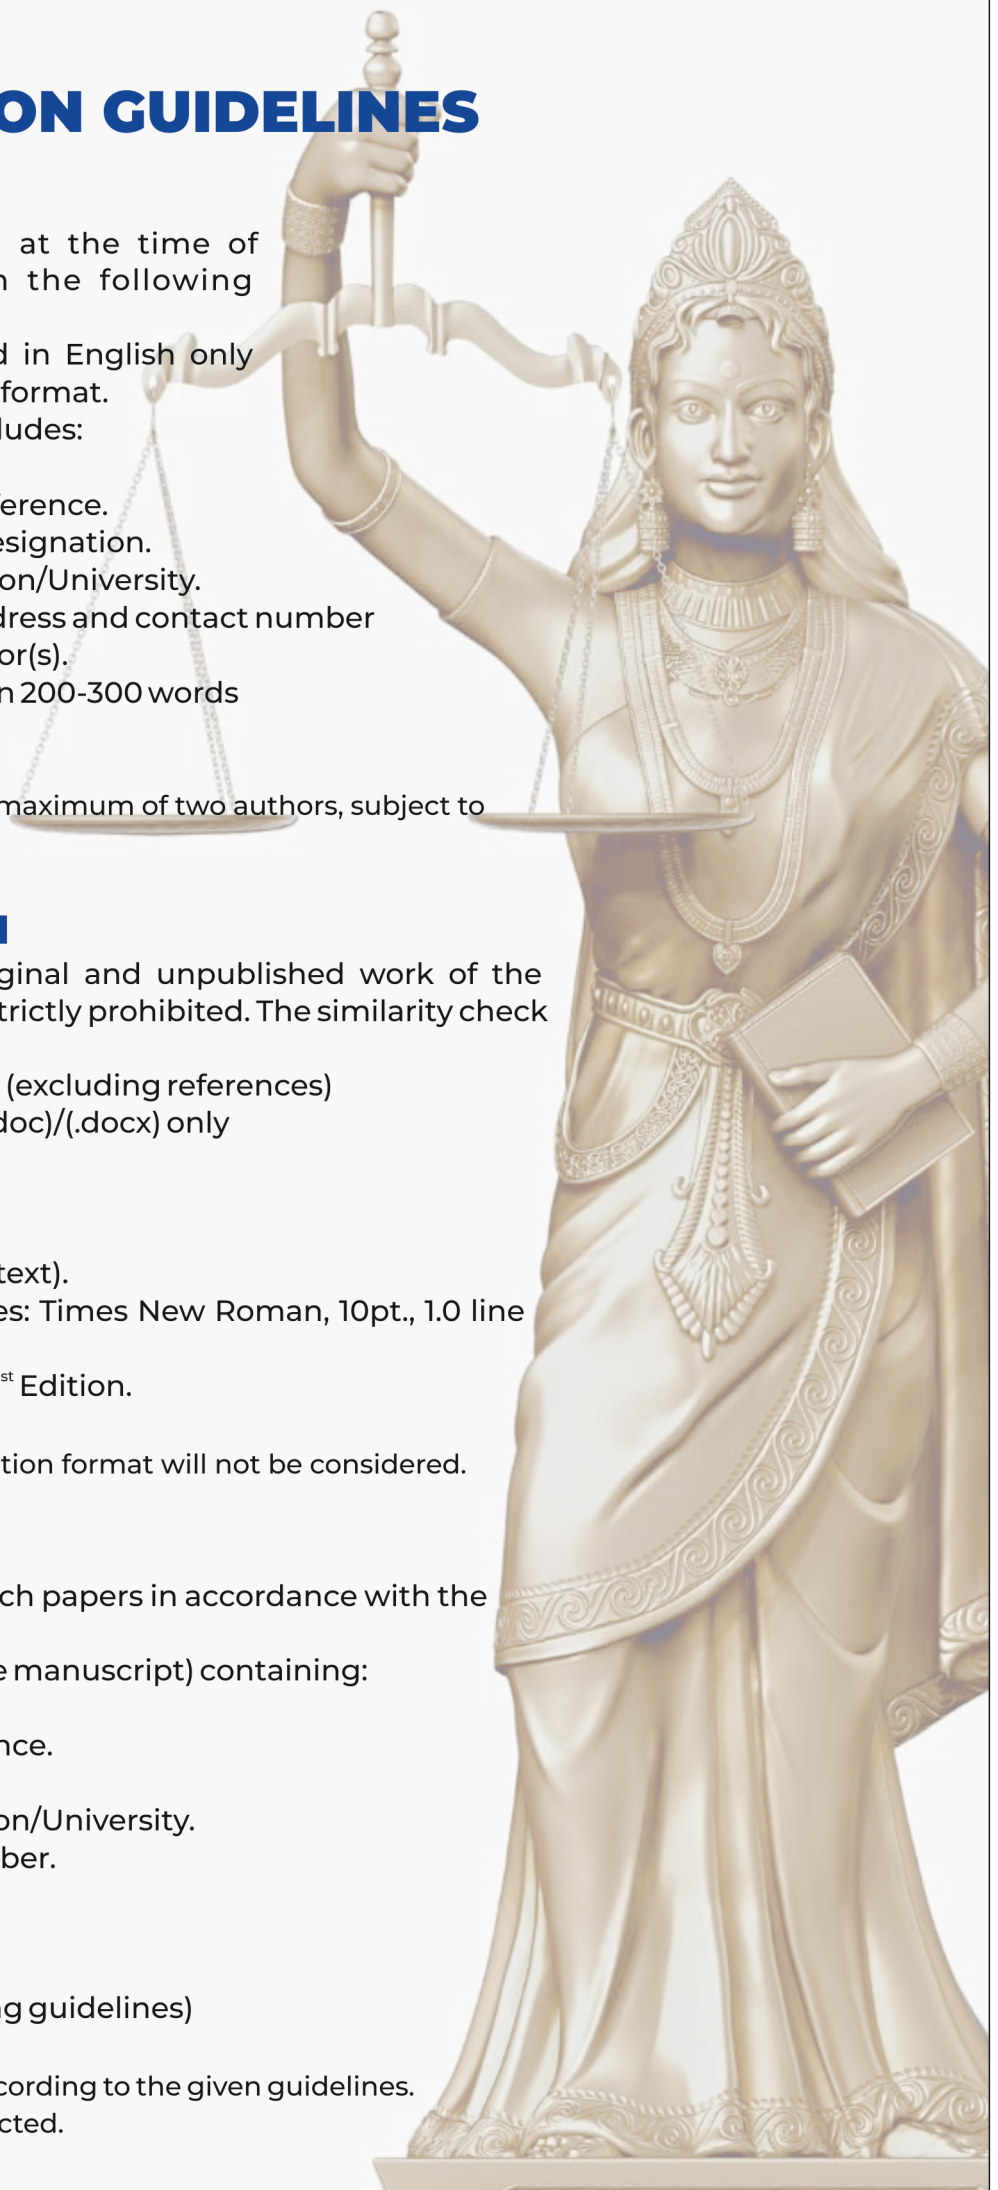 ON GUIDELINES
at the time of
n the following
d in English only
format.
ludes:
erence.
esignation.
on/University.
dress and contact number
or(s).
n 200-300 words
maximum of two authors, subject to
ginal and unpublished work of the
trictly prohibited. The similarity check
(excluding references)
doc)/(.docx) only
text).
es: Times New Roman, 10pt., 1.0 line
st Edition.
tion format will not be considered.
ch papers in accordance with the
e manuscript) containing:
nce.
on/University.
ber.
g guidelines)
cording to the given guidelines.
cted.